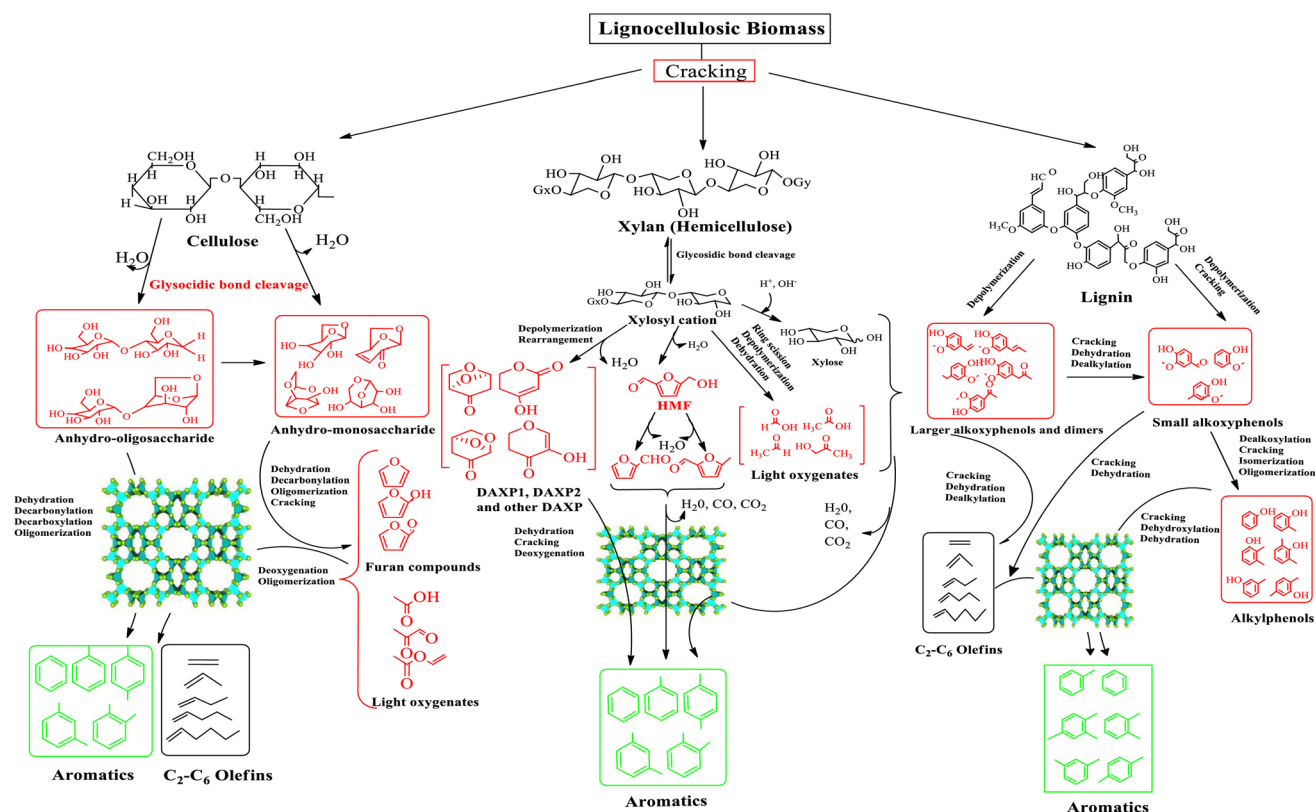 Lignocellulosic Biomass
Cracking
Cellulose
H₂O
H₂O
Glysocidic bond cleavage
Anhydro-oligosaccharide
Anhydro-monosaccharide
Dehydration
Decarbonylation
Decarboxylation
Oligomerization
Dehydration
Decarbonylation
Oligomerization
Cracking
Furan compounds
Deoxygenation
Oligomerization
Light oxygenates
Aromatics
C₂-C₆ Olefins
Xylan (Hemicellulose)
Glycosidic bond cleavage
Xylosyl cation
H⁺, OH⁻
Xylose
Depolymerization
Rearrangement
H₂O
H₂O
Ring scission
Depolymerization
Dehydration
HMF
H₂O
Light oxygenates
DAXP1, DAXP2
and other DAXP
H₂0, CO, CO₂
H₂0,
CO,
CO₂
Dehydration
Cracking
Deoxygenation
Aromatics
Lignin
Depolymerization
Depolymerization
Cracking
Larger alkoxyphenols and dimers
Cracking
Dehydration
Dealkylation
Small alkoxyphenols
Cracking
Dehydration
Dealkylation
Cracking
Dehydration
Dealkoxylation
Cracking
Isomerization
Oligomerization
Cracking
Dehydroxylation
Dehydration
Alkylphenols
C₂-C₆ Olefins
Aromatics